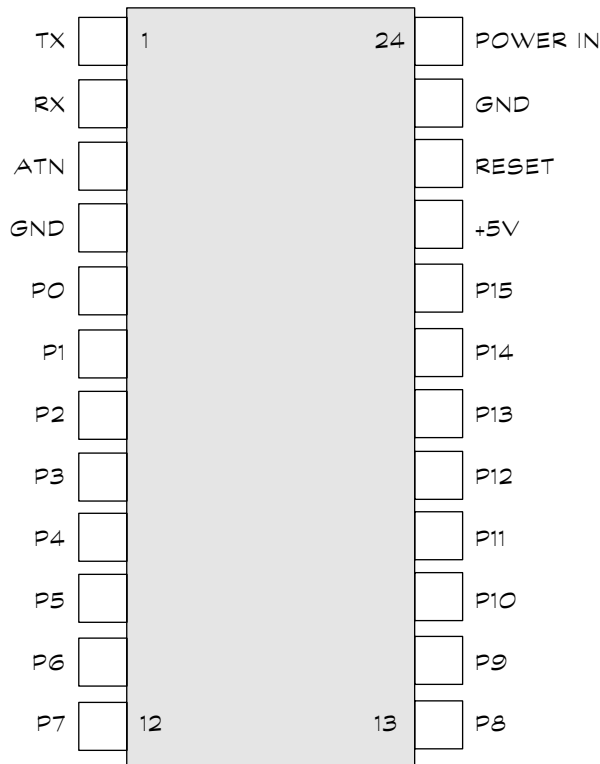 TX 1 24 POWER IN
RX GND
ATN RESET
GND +5V
P0 P15
P1 P14
P2 P13
P3 P12
P4 P11
P5 P10
P6 P9
P7 12 13 P8